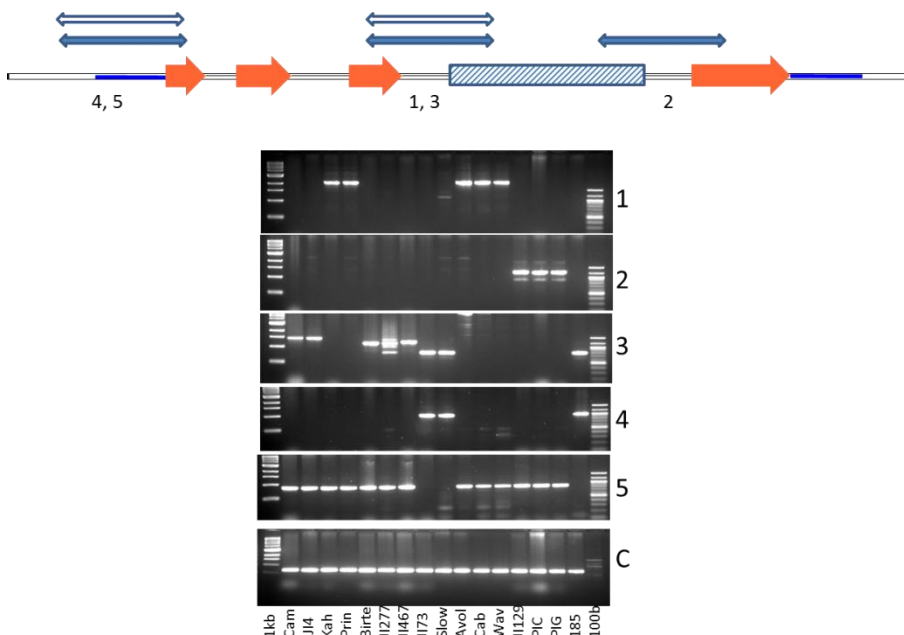 4, 5 1, 3 2
1
2
3
4
5
C
1kb Cam JI4 Kah Prin Birte JI277 JI467 JI73 Slow Avol Cab Wav JI129 PIC PIG 185 100b